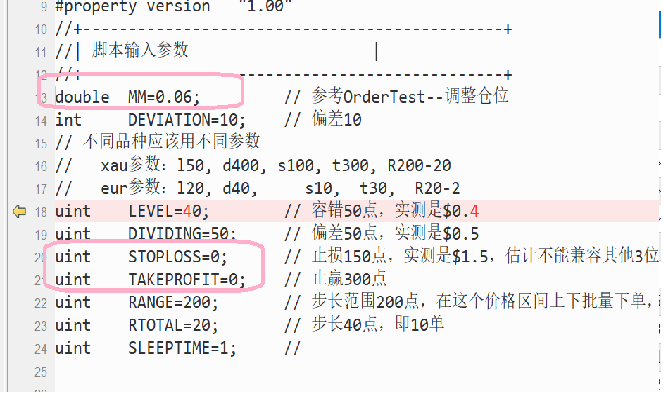 9 #property version   "1.00"
10 //+----------------------------------------------+
11 //| 脚本输入参数                    |
12 //+----------------------------------------------+
13 double  MM=0.06;         // 参考OrderTest--调整仓位
14 int     DEVIATION=10;    // 偏差10
15 // 不同品种应该用不同参数
16 //   xau参数: l50, d400, s100, t300, R200-20
17 //   eur参数: l20, d40,     s10,  t30,  R20-2
18 uint    LEVEL=40;        // 容错50点，实测是$0.4
19 uint    DIVIDING=50;     // 偏差50点，实测是$0.5
20 uint    STOPLOSS=0;      // 止损150点，实测是$1.5，估计不能兼容其他3位
21 uint    TAKEPROFIT=0;    // 止赢300点
22 uint    RANGE=200;       // 步长范围200点，在这个价格区间上下批量下单，
23 uint    RTOTAL=20;       // 步长40点，即10单
24 uint    SLEEPTIME=1;     //
25